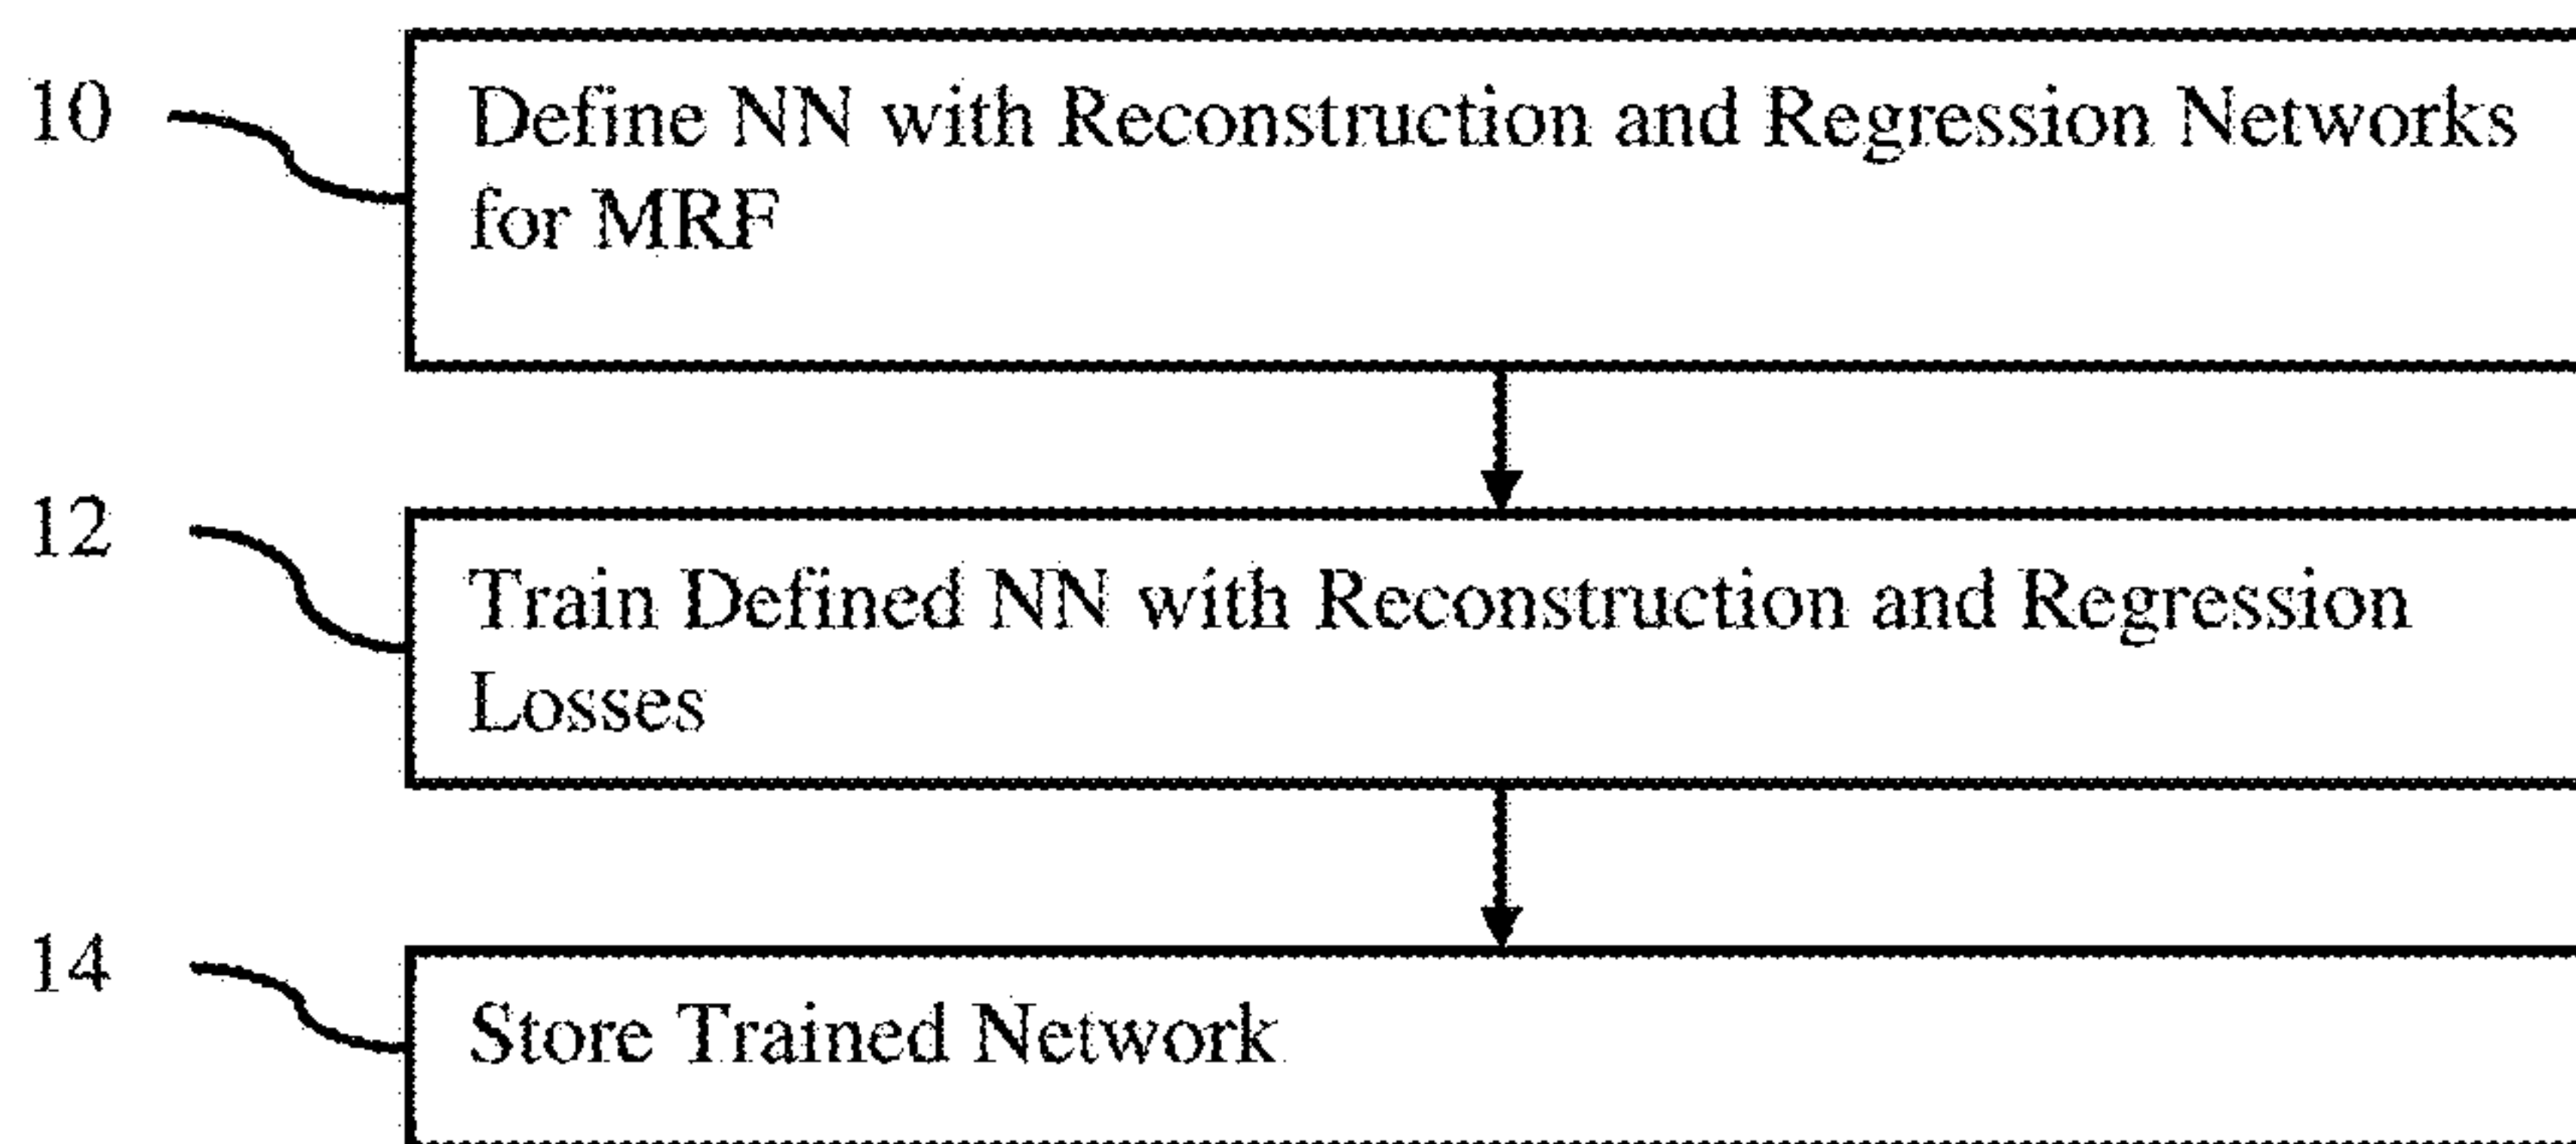 10
Define NN with Reconstruction and Regression Networks
for MRF
12
Train Defined NN with Reconstruction and Regression
Losses
14
Store Trained Network